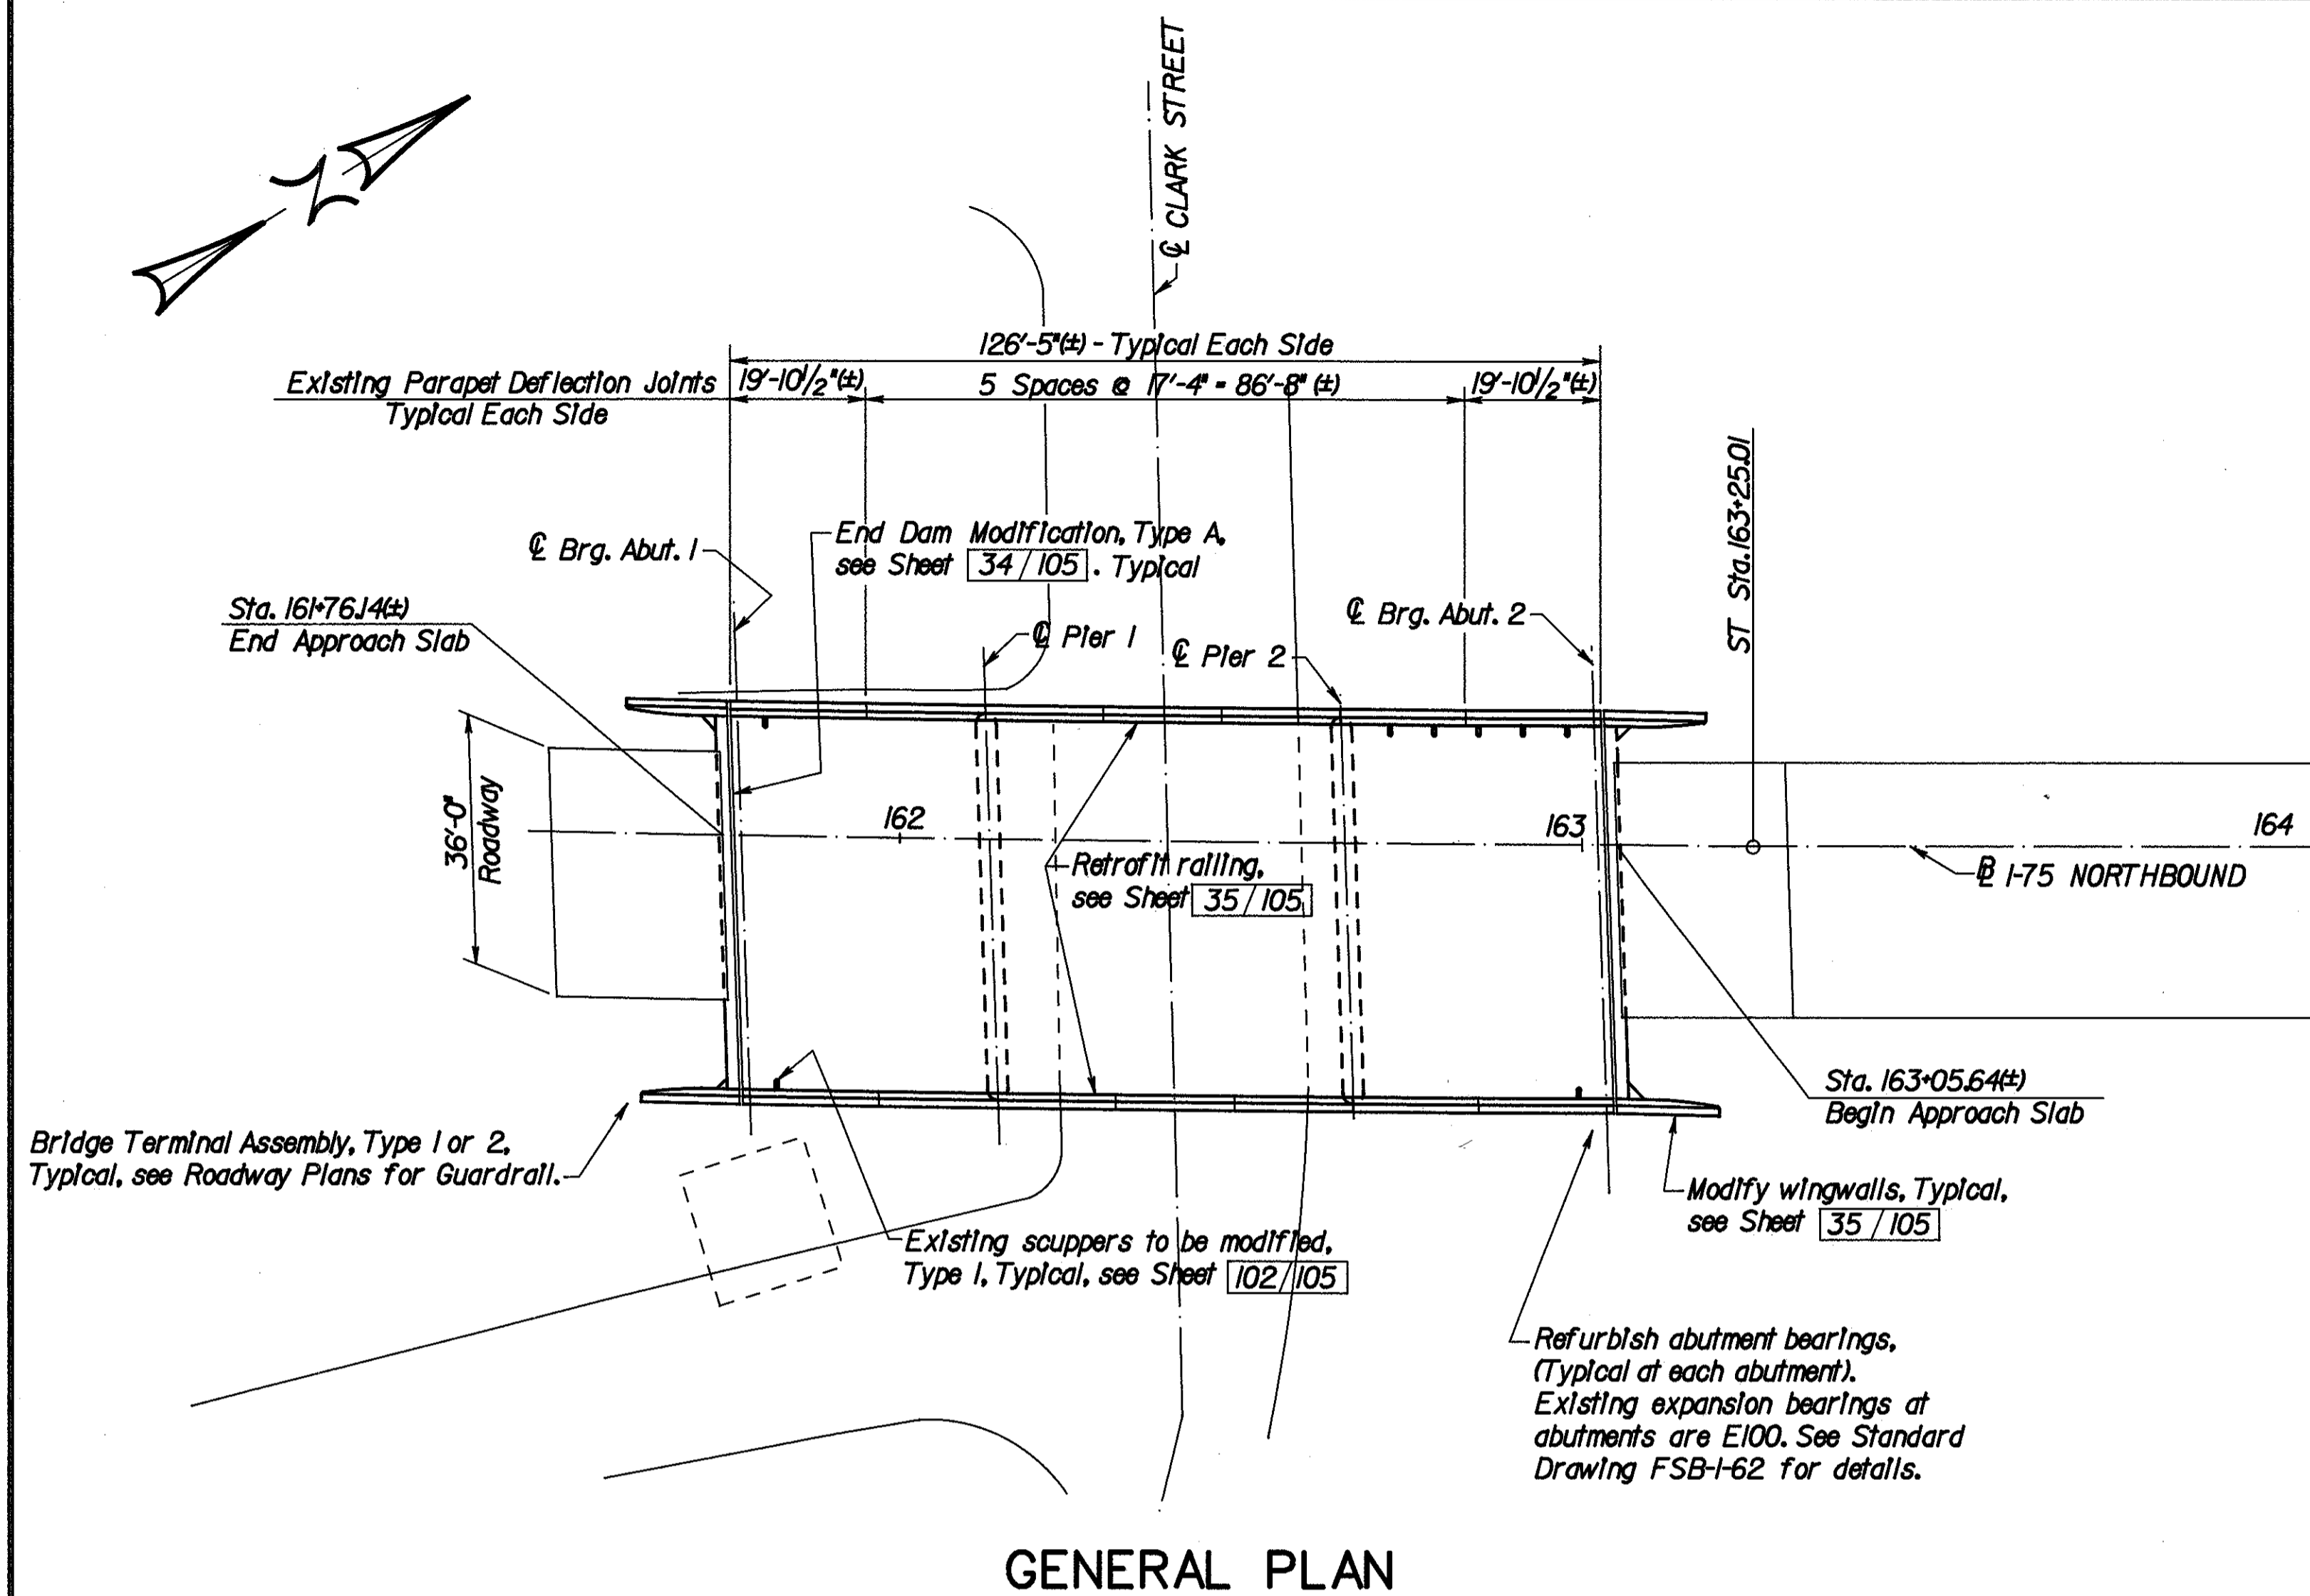 ℄ CLARK STREET
126'-5"(±) - Typical Each Side
Existing Parapet Deflection Joints
Typical Each Side
19'-10 1/2"(±)
5 Spaces @ 17'-4" = 86'-8" (±)
19'-10 1/2"(±)
ST Sta. 163+25.01
℄ Brg. Abut. 1
End Dam Modification, Type A,
see Sheet 34/105 . Typical
℄ Brg. Abut. 2
Sta. 161+76.14(±)
End Approach Slab
℄ Pier 1
℄ Pier 2
36'-0"
Roadway
162
163
164
Retrofit railing,
see Sheet 35/105
BL I-75 NORTHBOUND
Sta. 163+05.64(±)
Begin Approach Slab
Bridge Terminal Assembly, Type 1 or 2,
Typical, see Roadway Plans for Guardrail.
Modify wingwalls, Typical,
see Sheet 35/105
Existing scuppers to be modified,
Type 1, Typical, see Sheet 102/105
Refurbish abutment bearings,
(Typical at each abutment).
Existing expansion bearings at
abutments are E100. See Standard
Drawing FSB-1-62 for details.
GENERAL PLAN